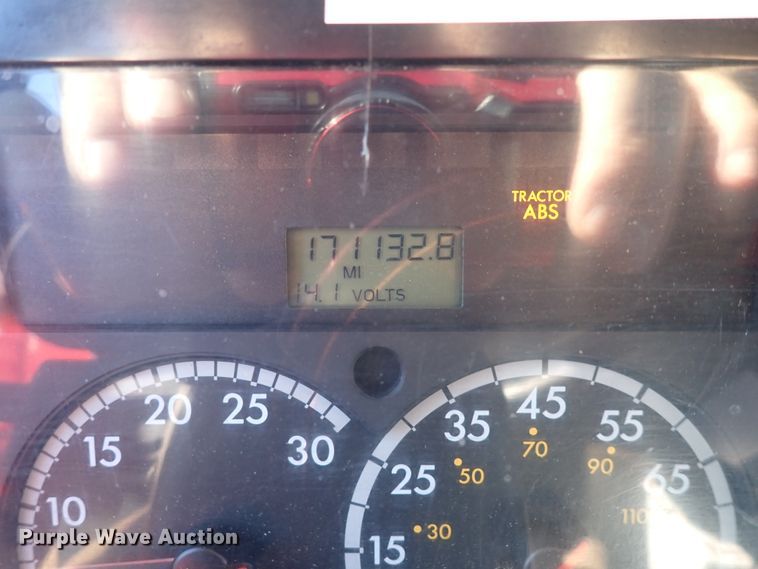 TRACTOR
ABS
171132.8
MI
14.1 VOLTS
10 15 20 25 30
15 25 35 45 55 65
30 50 70 90 110
Purple Wave Auction